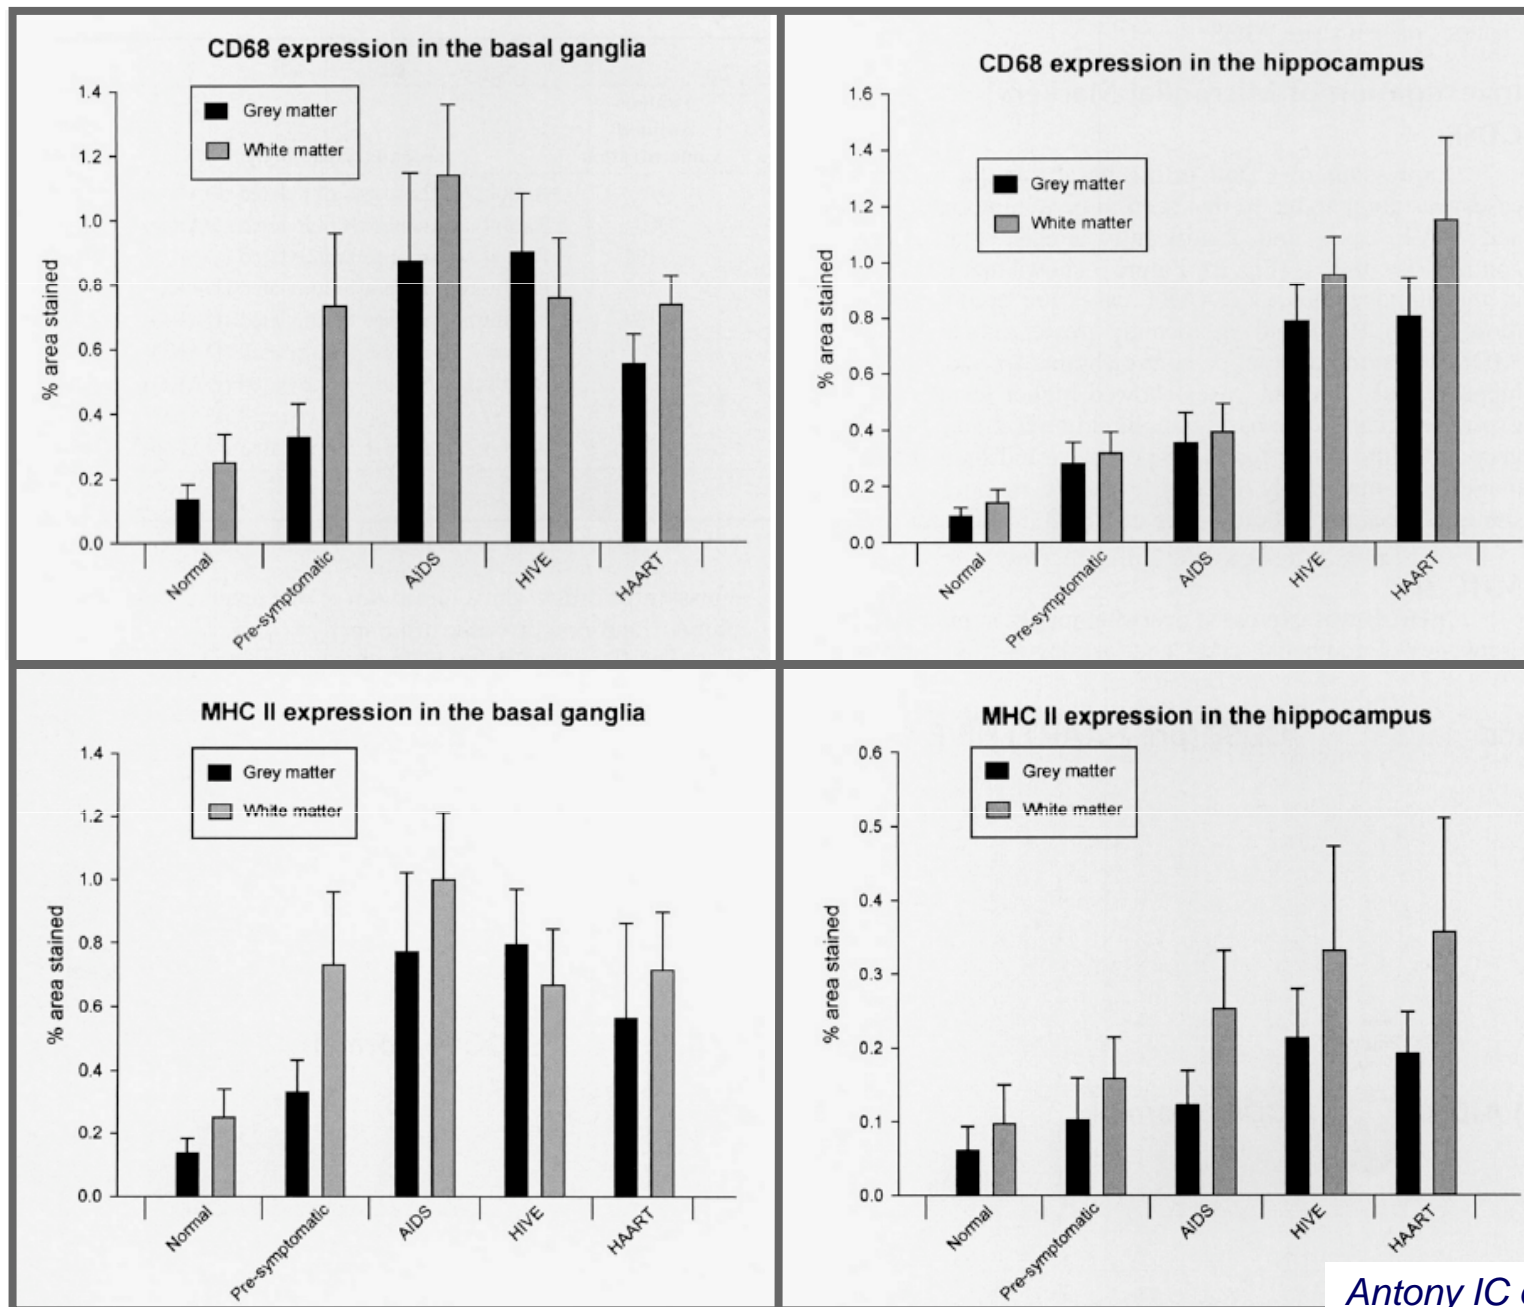 CD68 expression in the basal ganglia
Grey matter
White matter
% area stained
1.4
1.2
1.0
0.8
0.6
0.4
0.2
0.0
Normal
Pre-symptomatic
AIDS
HIVE
HAART
CD68 expression in the hippocampus
Grey matter
White matter
% area stained
1.6
1.4
1.2
1.0
0.8
0.6
0.4
0.2
0.0
Normal
Pre-symptomatic
AIDS
HIVE
HAART
MHC II expression in the basal ganglia
Grey matter
White matter
% area stained
1.4
1.2
1.0
0.8
0.6
0.4
0.2
0.0
Normal
Pre-symptomatic
AIDS
HIVE
HAART
MHC II expression in the hippocampus
Grey matter
White matter
% area stained
0.6
0.5
0.4
0.3
0.2
0.1
0.0
Normal
Pre-symptomatic
AIDS
HIVE
HAART
Antony IC